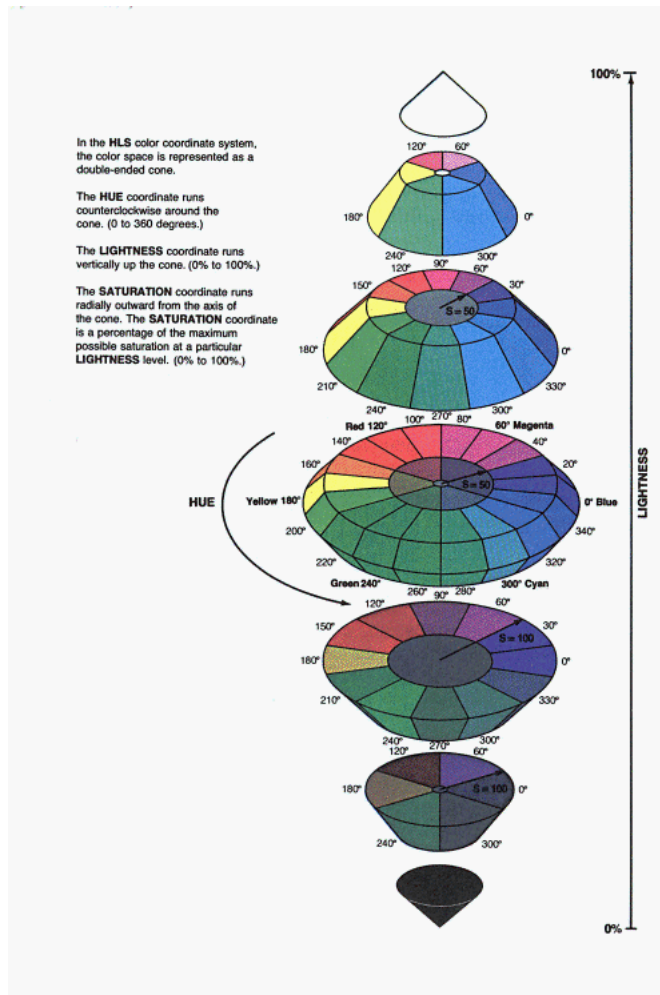 In the HLS color coordinate system,
the color space is represented as a
double-ended cone.
The HUE coordinate runs
counterclockwise around the
cone. (0 to 360 degrees.)
The LIGHTNESS coordinate runs
vertically up the cone. (0% to 100%.)
The SATURATION coordinate runs
radially outward from the axis of
the cone. The SATURATION coordinate
is a percentage of the maximum
possible saturation at a particular
LIGHTNESS level. (0% to 100%.)
100%
120° 60°
180° 0°
240° 300°
120° 90° 60°
150° 30°
S = 50
180° 0°
210° 330°
240° 270° 300°
Red 120° 100° 80° 60° Magenta
140° 40°
160° 20°
S = 50
HUE
Yellow 180° 0° Blue
LIGHTNESS
200° 340°
220° 320°
Green 240° 260° 280° 300° Cyan
120° 90° 60°
150° 30°
S = 100
180° 0°
210° 330°
240° 270° 300°
120° 60°
180° S = 100 0°
240° 300°
0%